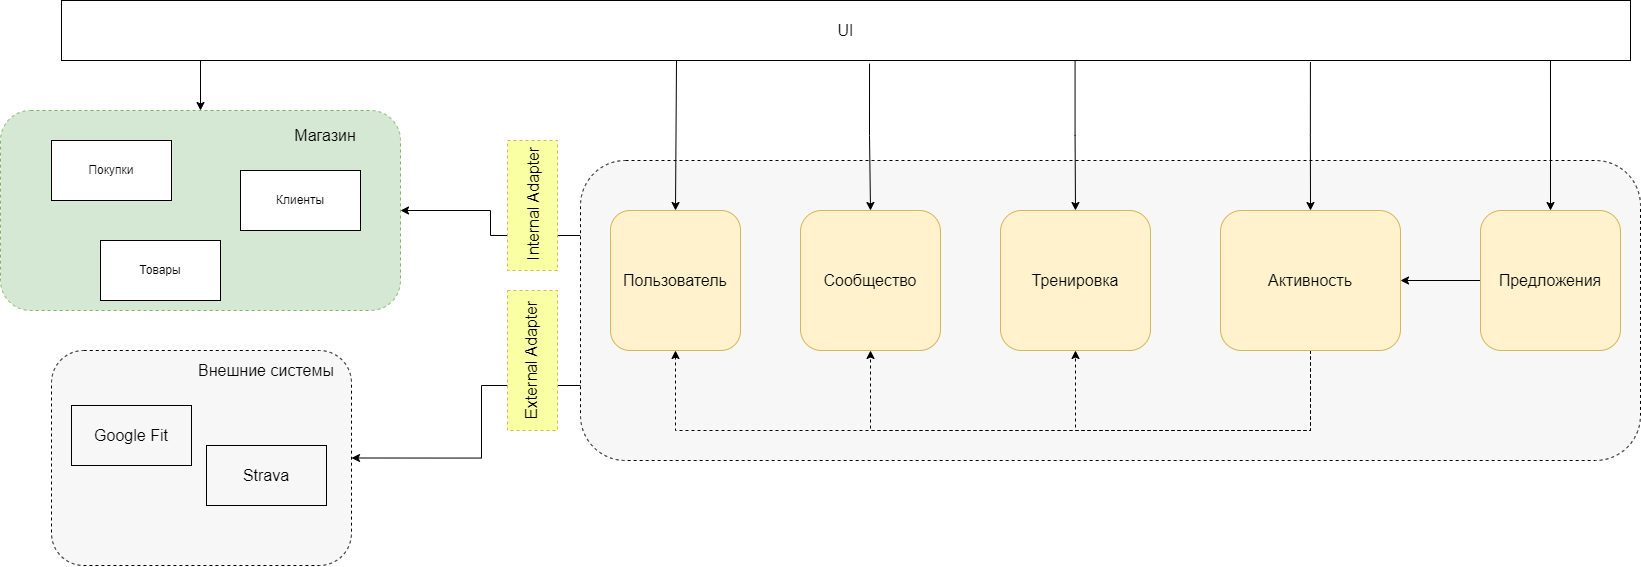 UI
Магазин
Покупки
Клиенты
Товары
Internal Adapter
External Adapter
Пользователь
Сообщество
Тренировка
Активность
Предложения
Внешние системы
Google Fit
Strava